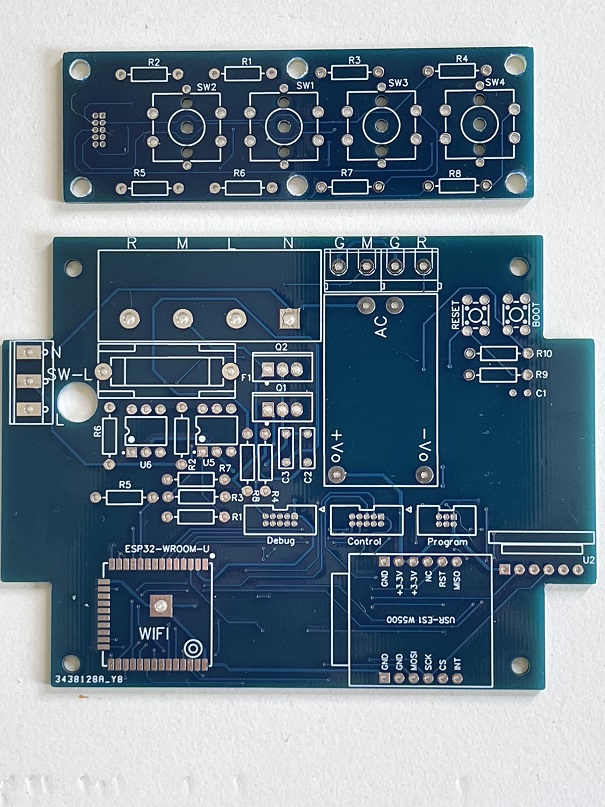 R2 R1 R3 R4
SW2 SW1 SW3 SW4
R5 R6 R7 R8
R M L N G M G R
AC
RESET
BOOT
N
SW-L
L
Q2
F1
Q1
R10
R9
C1
R6
U6
R2
U5
R7
R8
R4
C3
C2
Vo+
Vo-
R5
R3
R1
Debug Control Program
U2
ESP32-WROOM-U
WIFI
GND +3.3V +3.3V NC RST MISO
USR-ES1 W5500
GND GND MOSI SCK CS INT
3438128A_Y8